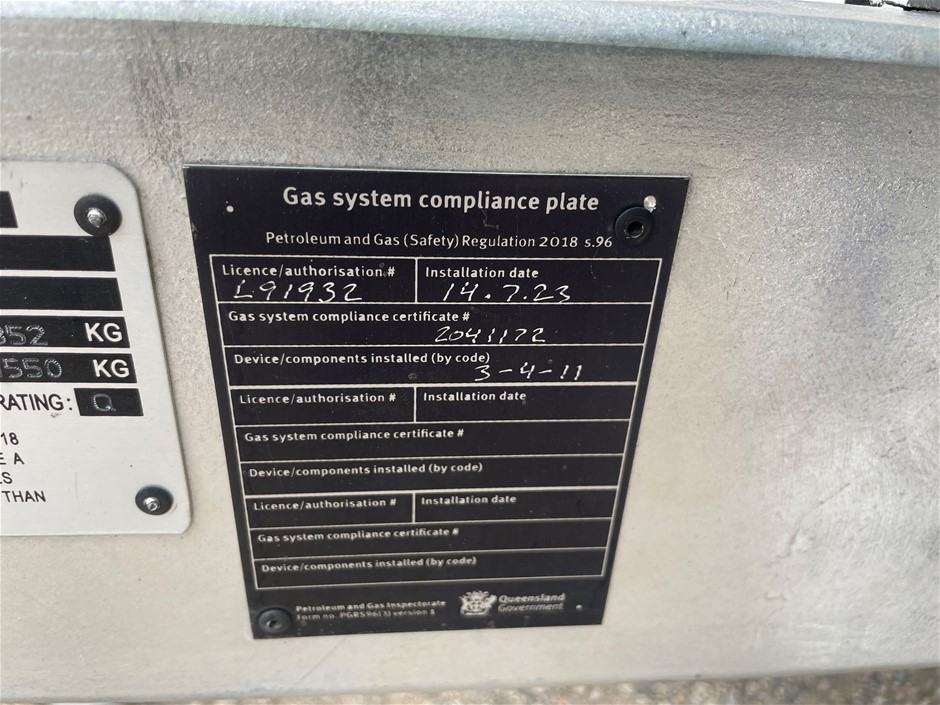 Gas system compliance plate
Petroleum and Gas (Safety) Regulation 2018 s.96
Licence/authorisation # Installation date
L91932 14.7.23
Gas system compliance certificate #
2041172
Device/components installed (by code)
3-4-11
Licence/authorisation # Installation date
Gas system compliance certificate #
Device/components installed (by code)
Licence/authorisation # Installation date
Gas system compliance certificate #
Device/components installed (by code)
Petroleum and Gas Inspectorate
Queensland
Government
KG
550 KG
RATING: Q
18
E A
THAN